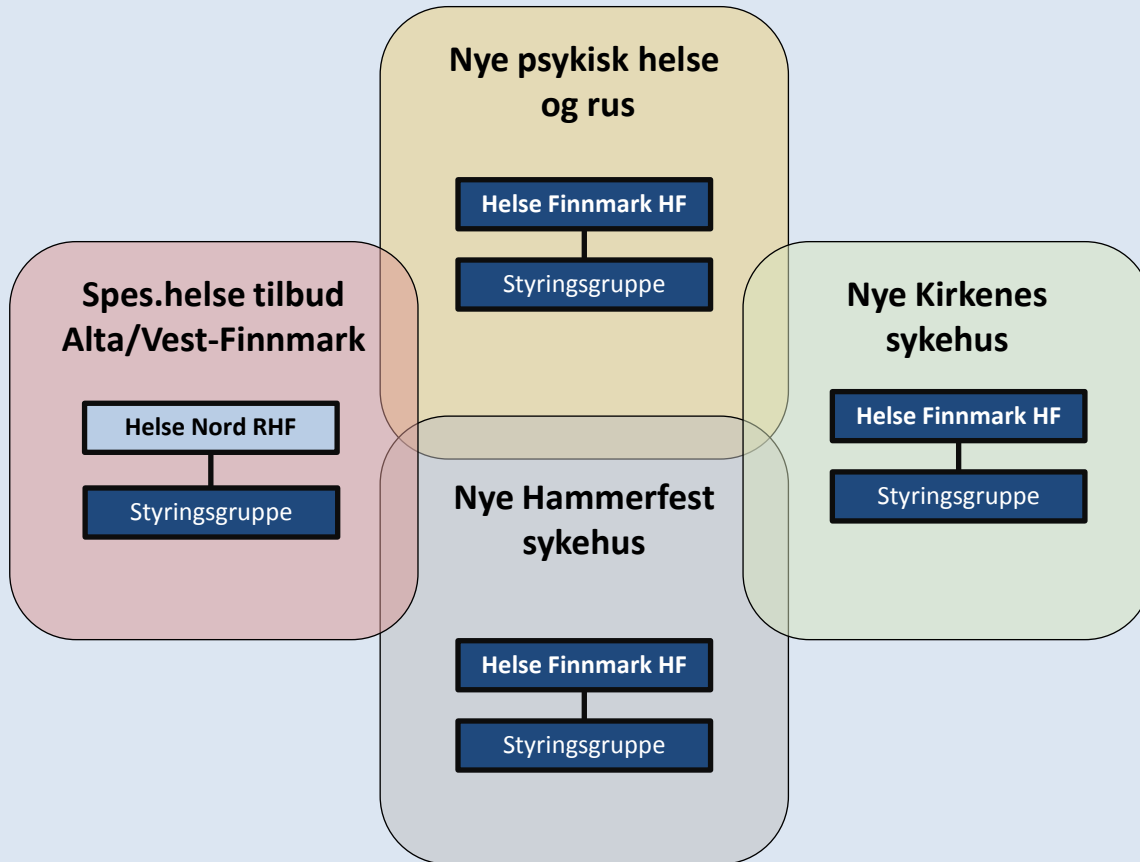 Nye psykisk helse
og rus
Helse Finnmark HF
Styringsgruppe
Spes.helse tilbud
Alta/Vest-Finnmark
Helse Nord RHF
Styringsgruppe
Nye Kirkenes
sykehus
Helse Finnmark HF
Styringsgruppe
Nye Hammerfest
sykehus
Helse Finnmark HF
Styringsgruppe